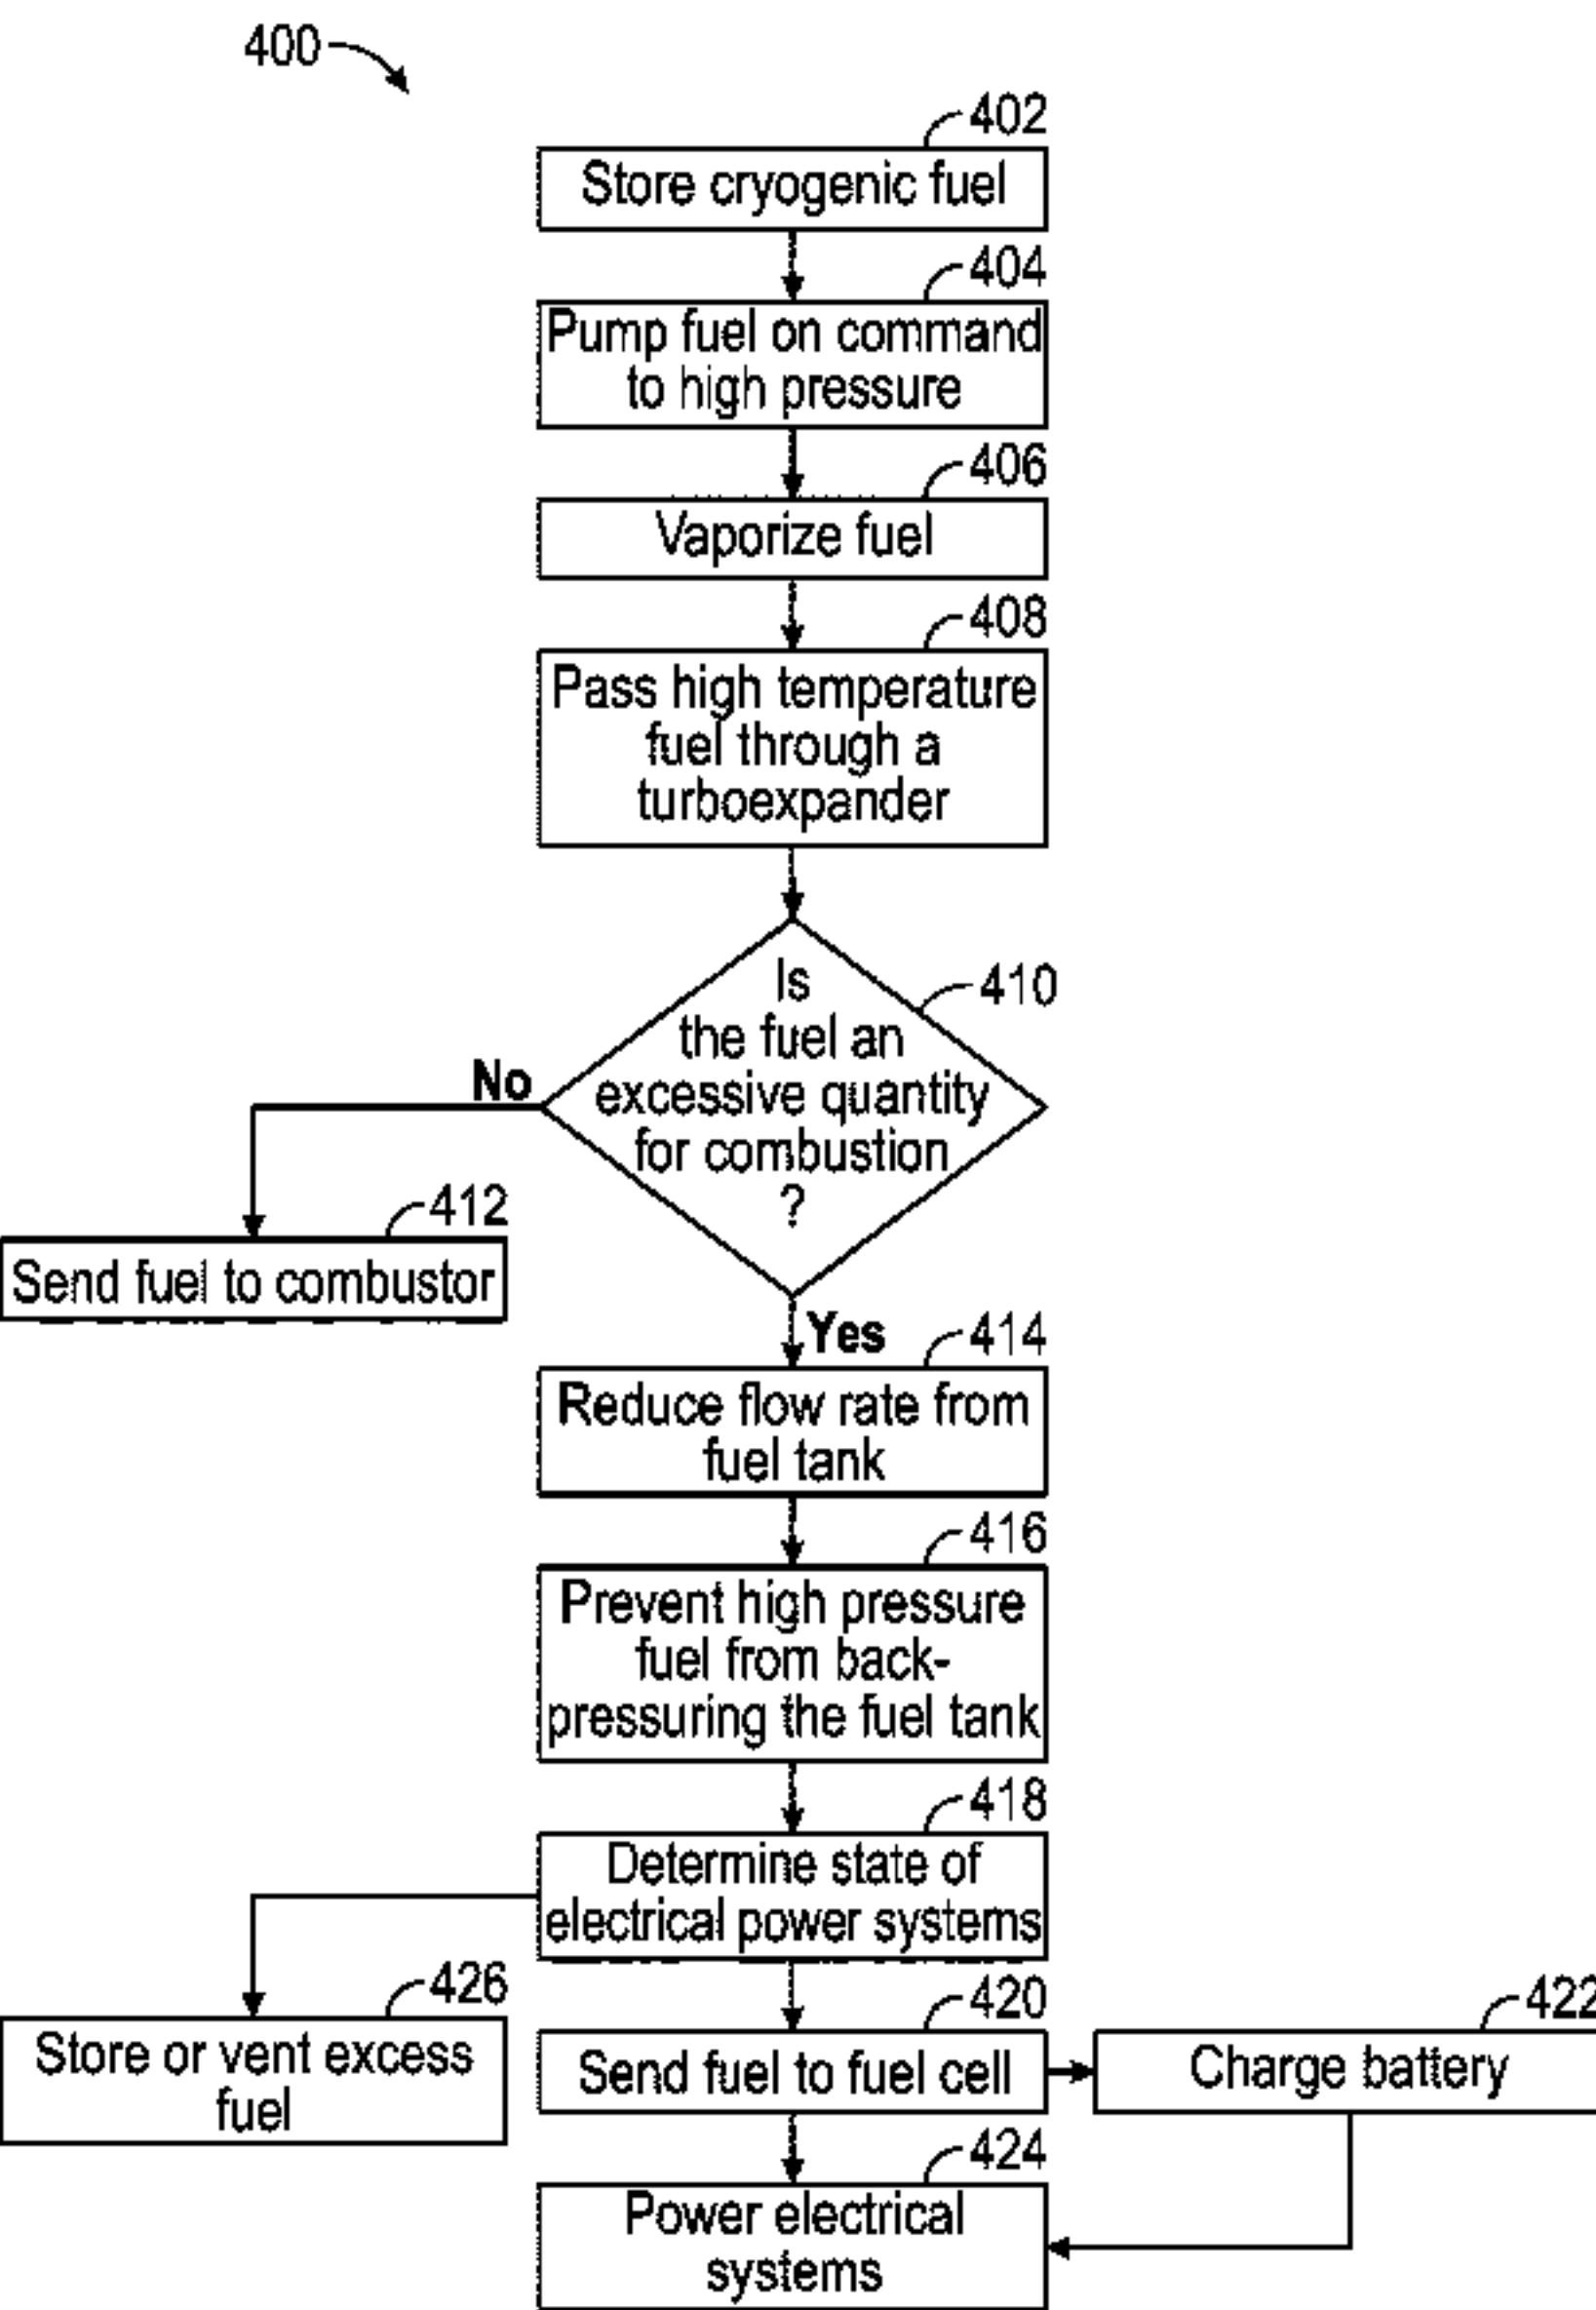 400
402
Store cryogenic fuel
404
Pump fuel on command
to high pressure
406
Vaporize fuel
408
Pass high temperature
fuel through a
turboexpander
410
Is
the fuel an
excessive quantity
for combustion
?
No
412
Send fuel to combustor
Yes
414
Reduce flow rate from
fuel tank
416
Prevent high pressure
fuel from back-
pressuring the fuel tank
418
Determine state of
electrical power systems
426
Store or vent excess
fuel
420
Send fuel to fuel cell
422
Charge battery
424
Power electrical
systems